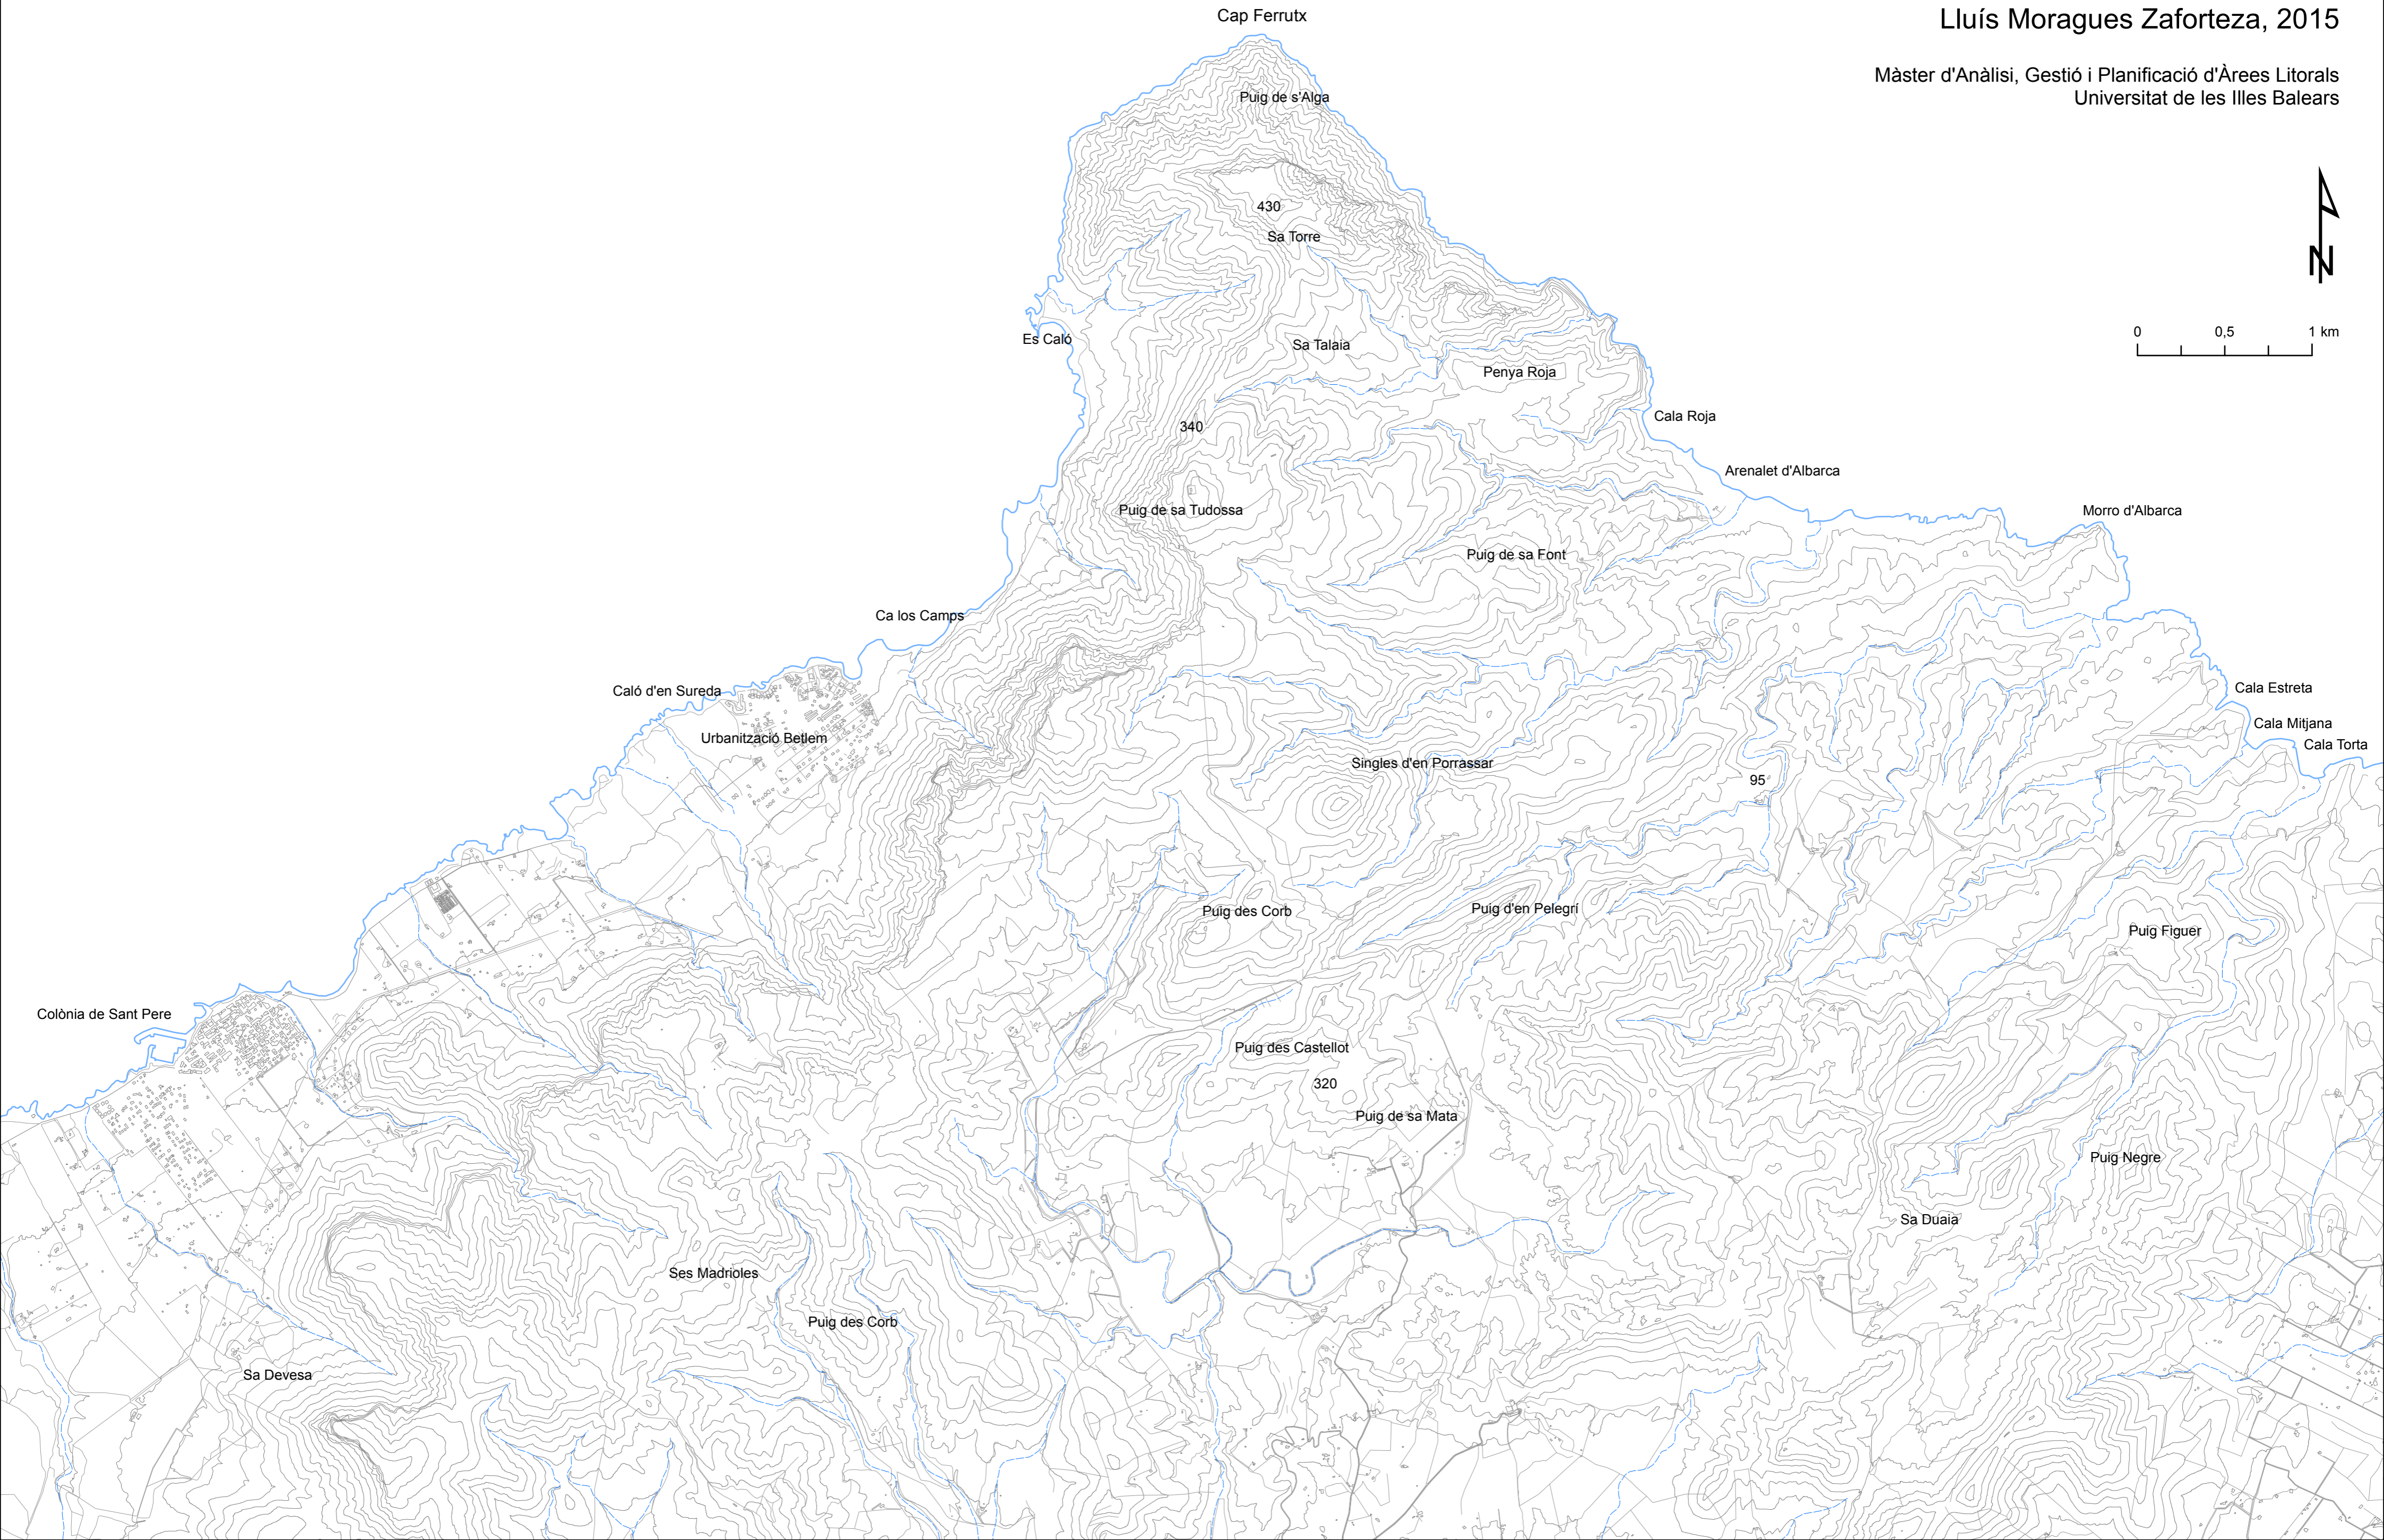 Cap Ferrutx
Lluís Moragues Zaforteza, 2015
Màster d'Anàlisi, Gestió i Planificació d'Àrees Litorals
Universitat de les Illes Balears
Puig de s'Alga
430
Sa Torre
N
0 0,5 1 km
Es Caló
Sa Talaia
Penya Roja
Cala Roja
340
Arenalet d'Albarca
Puig de sa Tudossa
Morro d'Albarca
Puig de sa Font
Ca los Camps
Caló d'en Sureda
Cala Estreta
Cala Mitjana
Urbanització Betlem
Cala Torta
Singles d'en Porrassar
95
Puig des Corb
Puig d'en Pelegrí
Puig Figuer
Colònia de Sant Pere
Puig des Castellot
320
Puig de sa Mata
Puig Negre
Sa Duaia
Ses Madrioles
Puig des Corb
Sa Devesa